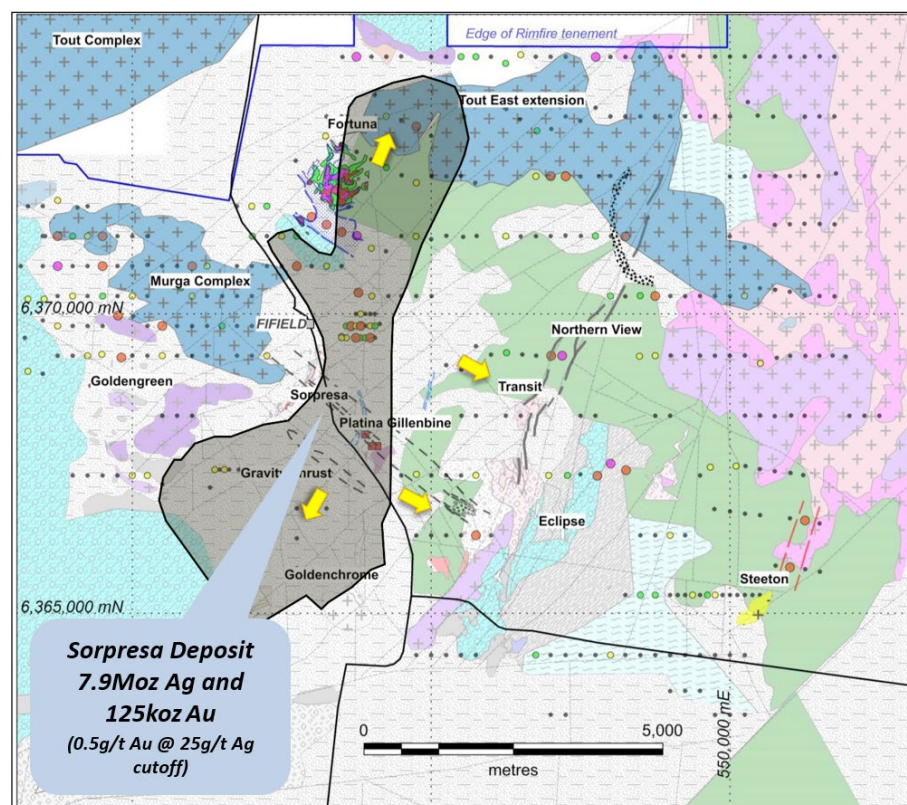 Tout Complex
Edge of Rimfire tenement
Tout East extension
Fortuna
Murga Complex
6,370,000 mN
FIFIELD
Northern View
Goldengreen
Transit
Sorpresa
Platina Gillenbine
Gravity Thrust
Eclipse
Goldenchrome
Steeton
6,365,000 mN
Sorpresa Deposit
7.9Moz Ag and
125koz Au
(0.5g/t Au @ 25g/t Ag
cutoff)
0 5,000
metres
550,000 mE